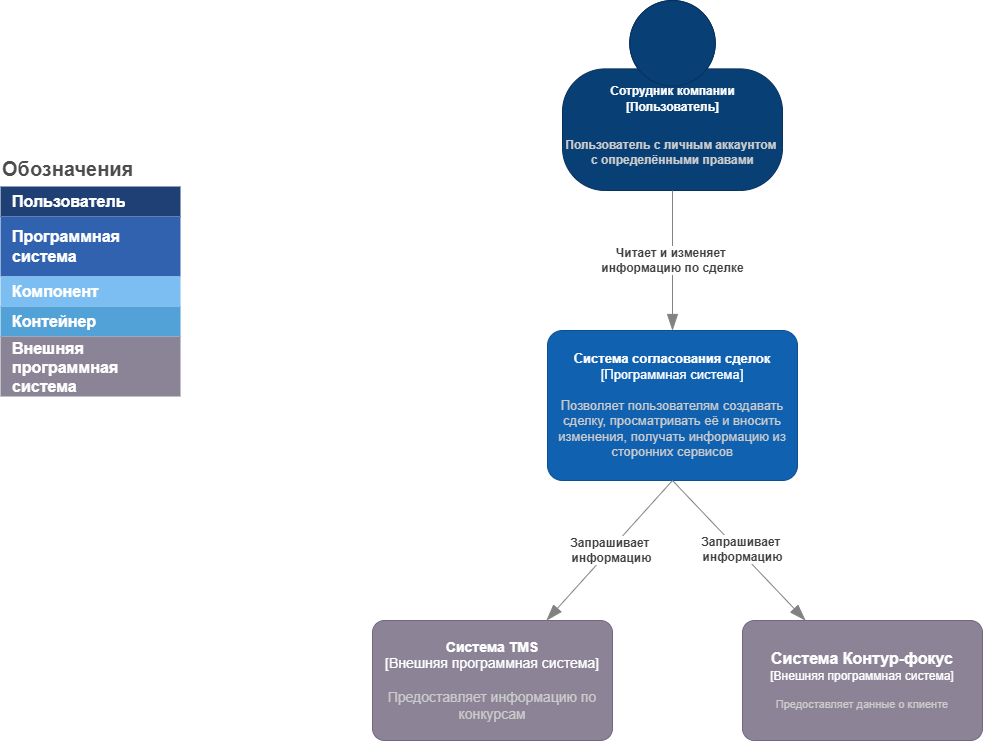 Сотрудник компании
[Пользователь]
Пользователь с личным аккаунтом
с определёнными правами
Обозначения
Пользователь
Программная
система
Компонент
Контейнер
Внешняя
программная
система
Читает и изменяет
информацию по сделке
Система согласования сделок
[Программная система]
Позволяет пользователям создавать
сделку, просматривать её и вносить
изменения, получать информацию из
сторонних сервисов
Запрашивает
информацию
Запрашивает
информацию
Система TMS
[Внешняя программная система]
Предоставляет информацию по
конкурсам
Система Контур-фокус
[Внешняя программная система]
Предоставляет данные о клиенте